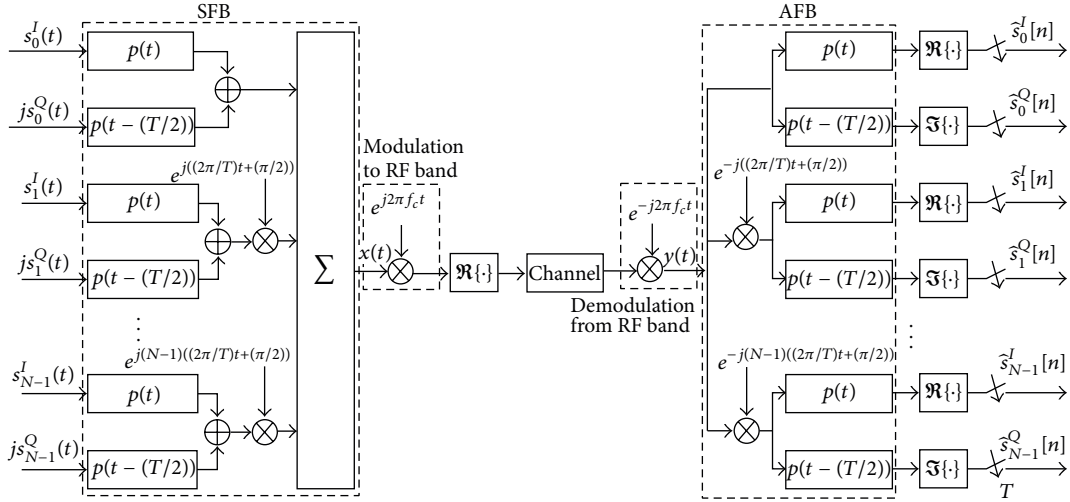 SFB
s_0^I(t)
p(t)
js_0^Q(t)
p(t − (T/2))
s_1^I(t)
p(t)
e^{j((2π/T)t+(π/2))}
js_1^Q(t)
p(t − (T/2))
⋮
s_{N−1}^I(t)
p(t)
e^{j(N−1)((2π/T)t+(π/2))}
js_{N−1}^Q(t)
p(t − (T/2))
∑
Modulation
to RF band
e^{j2πf_c t}
x(t)
ℜ{·}
Channel
e^{−j2πf_c t}
y(t)
Demodulation
from RF band
AFB
p(t)
ℜ{·}
ŝ_0^I[n]
p(t − (T/2))
ℑ{·}
ŝ_0^Q[n]
e^{−j((2π/T)t+(π/2))}
p(t)
ℜ{·}
ŝ_1^I[n]
p(t − (T/2))
ℑ{·}
ŝ_1^Q[n]
⋮
e^{−j(N−1)((2π/T)t+(π/2))}
p(t)
ℜ{·}
ŝ_{N−1}^I[n]
p(t − (T/2))
ℑ{·}
ŝ_{N−1}^Q[n]
T